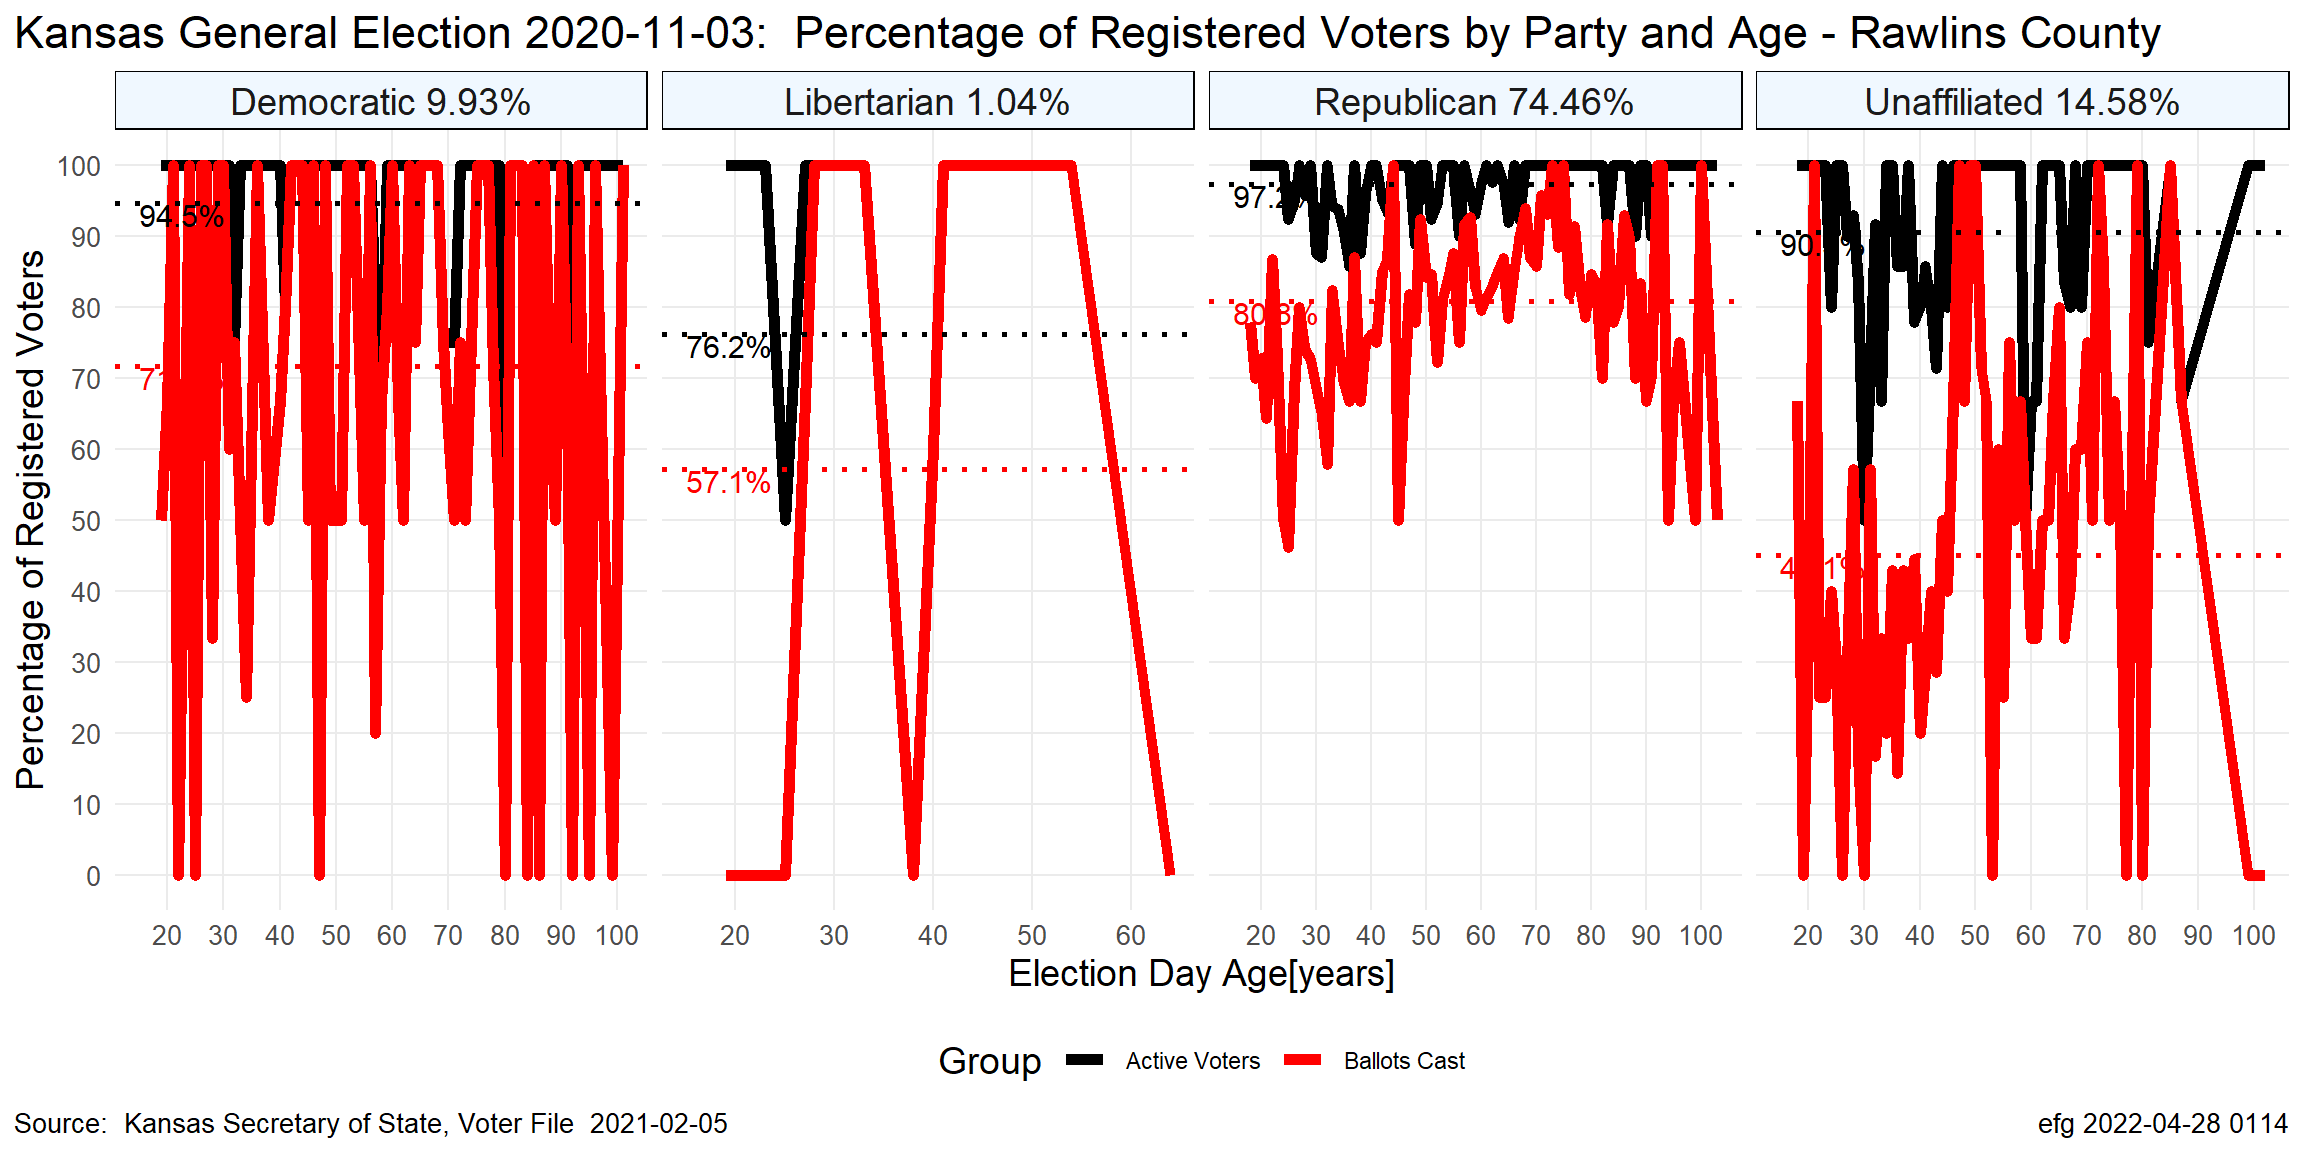 Kansas General Election 2020-11-03:  Percentage of Registered Voters by Party and Age - Rawlins County
Democratic 9.93%
Libertarian 1.04%
Republican 74.46%
Unaffiliated 14.58%
Percentage of Registered Voters
100
90
80
70
60
50
40
30
20
10
0
94.5%
76.2%
57.1%
80.3%
20 30 40 50 60 70 80 90 100
20 30 40 50 60
20 30 40 50 60 70 80 90 100
20 30 40 50 60 70 80 90 100
Election Day Age[years]
Group Active Voters Ballots Cast
Source:  Kansas Secretary of State, Voter File  2021-02-05
efg 2022-04-28 0114